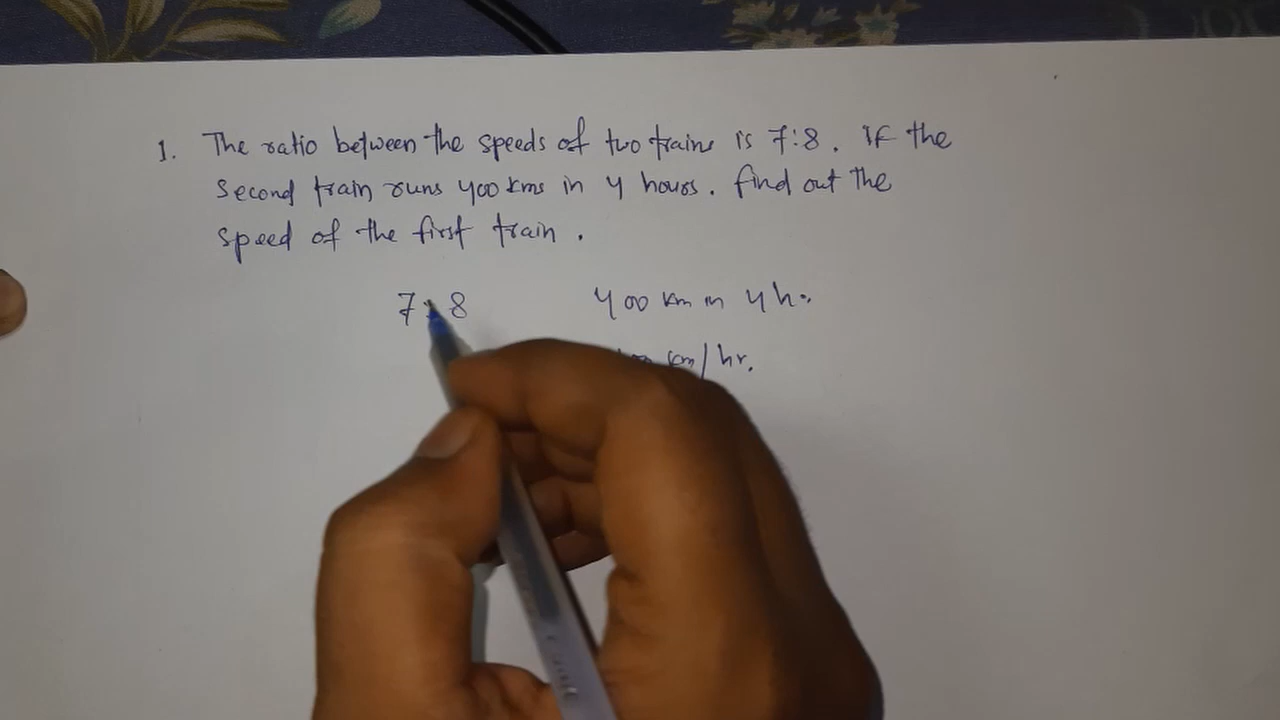 1. The ratio between the speeds of two trains is 7:8. If the
second train runs 400 kms in 4 hours. find out the
speed of the first train.
7:8 400 km in 4h.
km/hr.